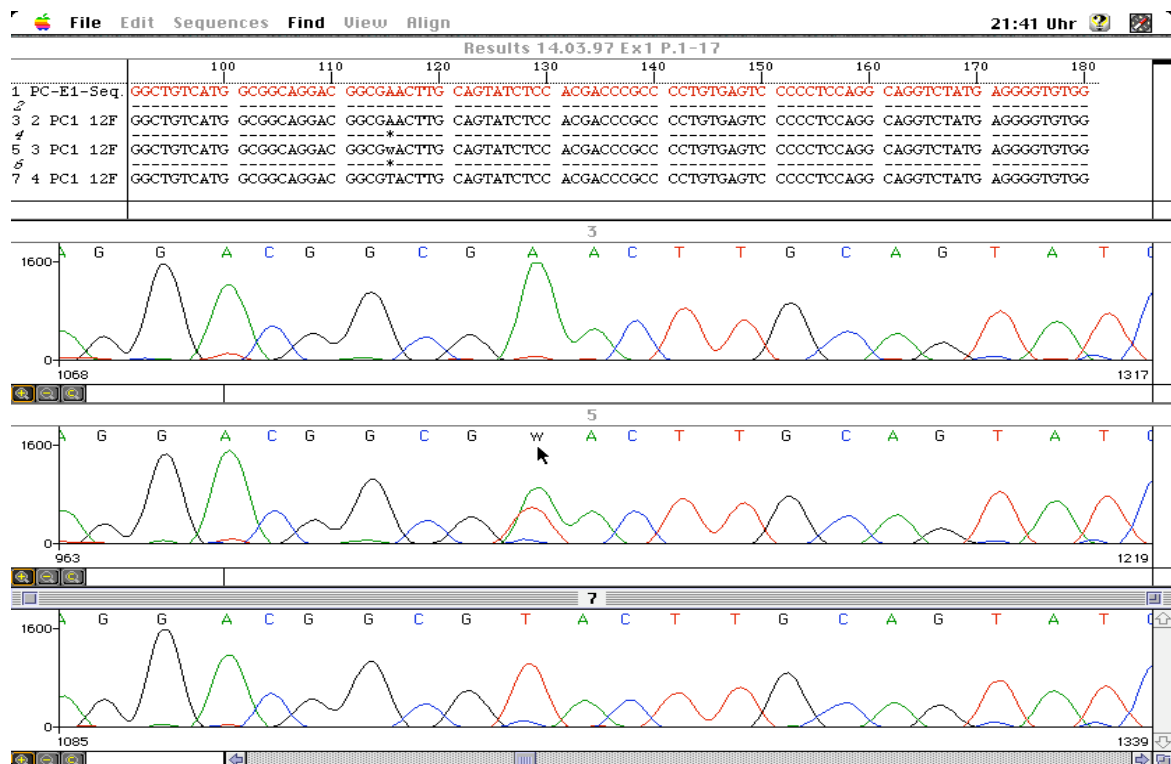 File Edit Sequences Find View Align 21:41 Uhr
Results 14.03.97 Ex1 P.1-17
100 110 120 130 140 150 160 170 180
1 PC-E1-Seq. GGCTGTCATG GCGGCAGGAC GGCGAACTTG CAGTATCTCC ACGACCCGCC CCTGTGAGTC CCCCTCCAGG CAGGTCTATG AGGGGTGTGG
2 ---------- ---------- ---------- ---------- ---------- ---------- ---------- ---------- ----------
3 2 PC1 12F GGCTGTCATG GCGGCAGGAC GGCGAACTTG CAGTATCTCC ACGACCCGCC CCTGTGAGTC CCCCTCCAGG CAGGTCTATG AGGGGTGTGG
4 ---------- ---------- ----*----- ---------- ---------- ---------- ---------- ---------- ----------
5 3 PC1 12F GGCTGTCATG GCGGCAGGAC GGCGwACTTG CAGTATCTCC ACGACCCGCC CCTGTGAGTC CCCCTCCAGG CAGGTCTATG AGGGGTGTGG
6 ---------- ---------- ----*----- ---------- ---------- ---------- ---------- ---------- ----------
7 4 PC1 12F GGCTGTCATG GCGGCAGGAC GGCGTACTTG CAGTATCTCC ACGACCCGCC CCTGTGAGTC CCCCTCCAGG CAGGTCTATG AGGGGTGTGG
3
A G G A C G G C G A A C T T G C A G T A T C
1600
0
1068 1317
5
A G G A C G G C G w A C T T G C A G T A T C
1600
0
963 1219
7
A G G A C G G C G T A C T T G C A G T A T C
1600
0
1085 1339